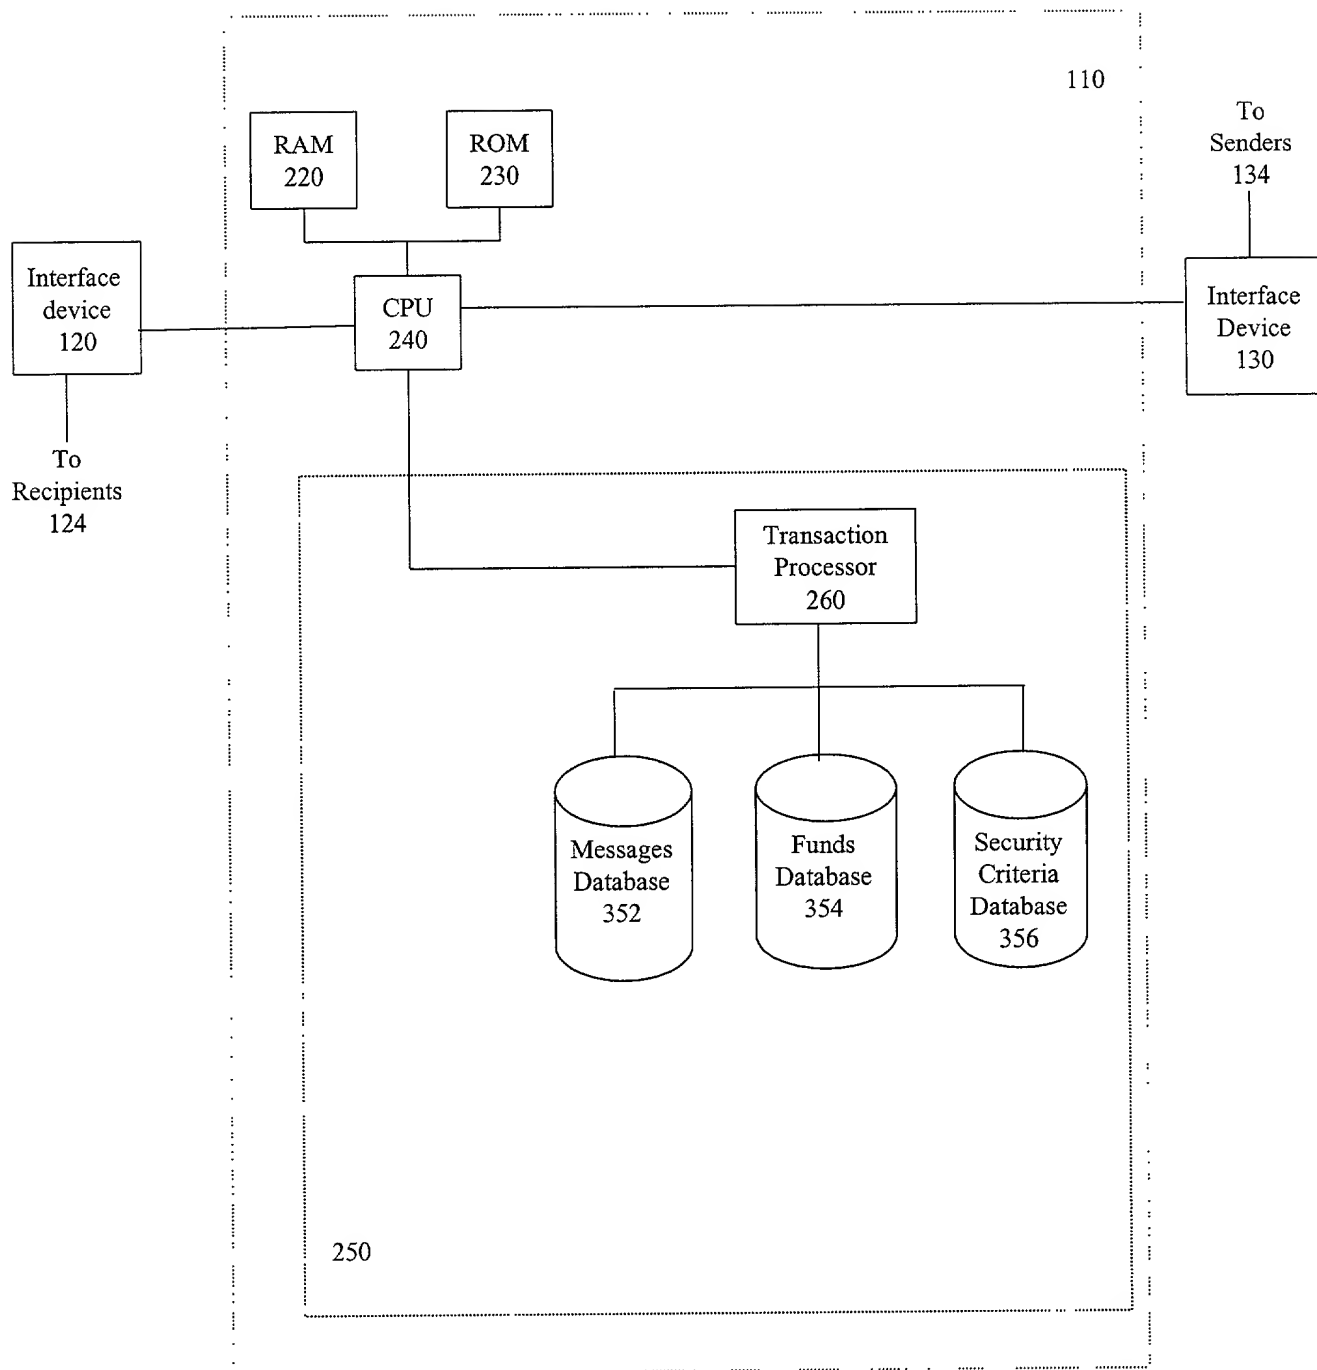 110
To
Senders
134
RAM
220
ROM
230
Interface
device
120
CPU
240
Interface
Device
130
To
Recipients
124
Transaction
Processor
260
Messages
Database
352
Funds
Database
354
Security
Criteria
Database
356
250